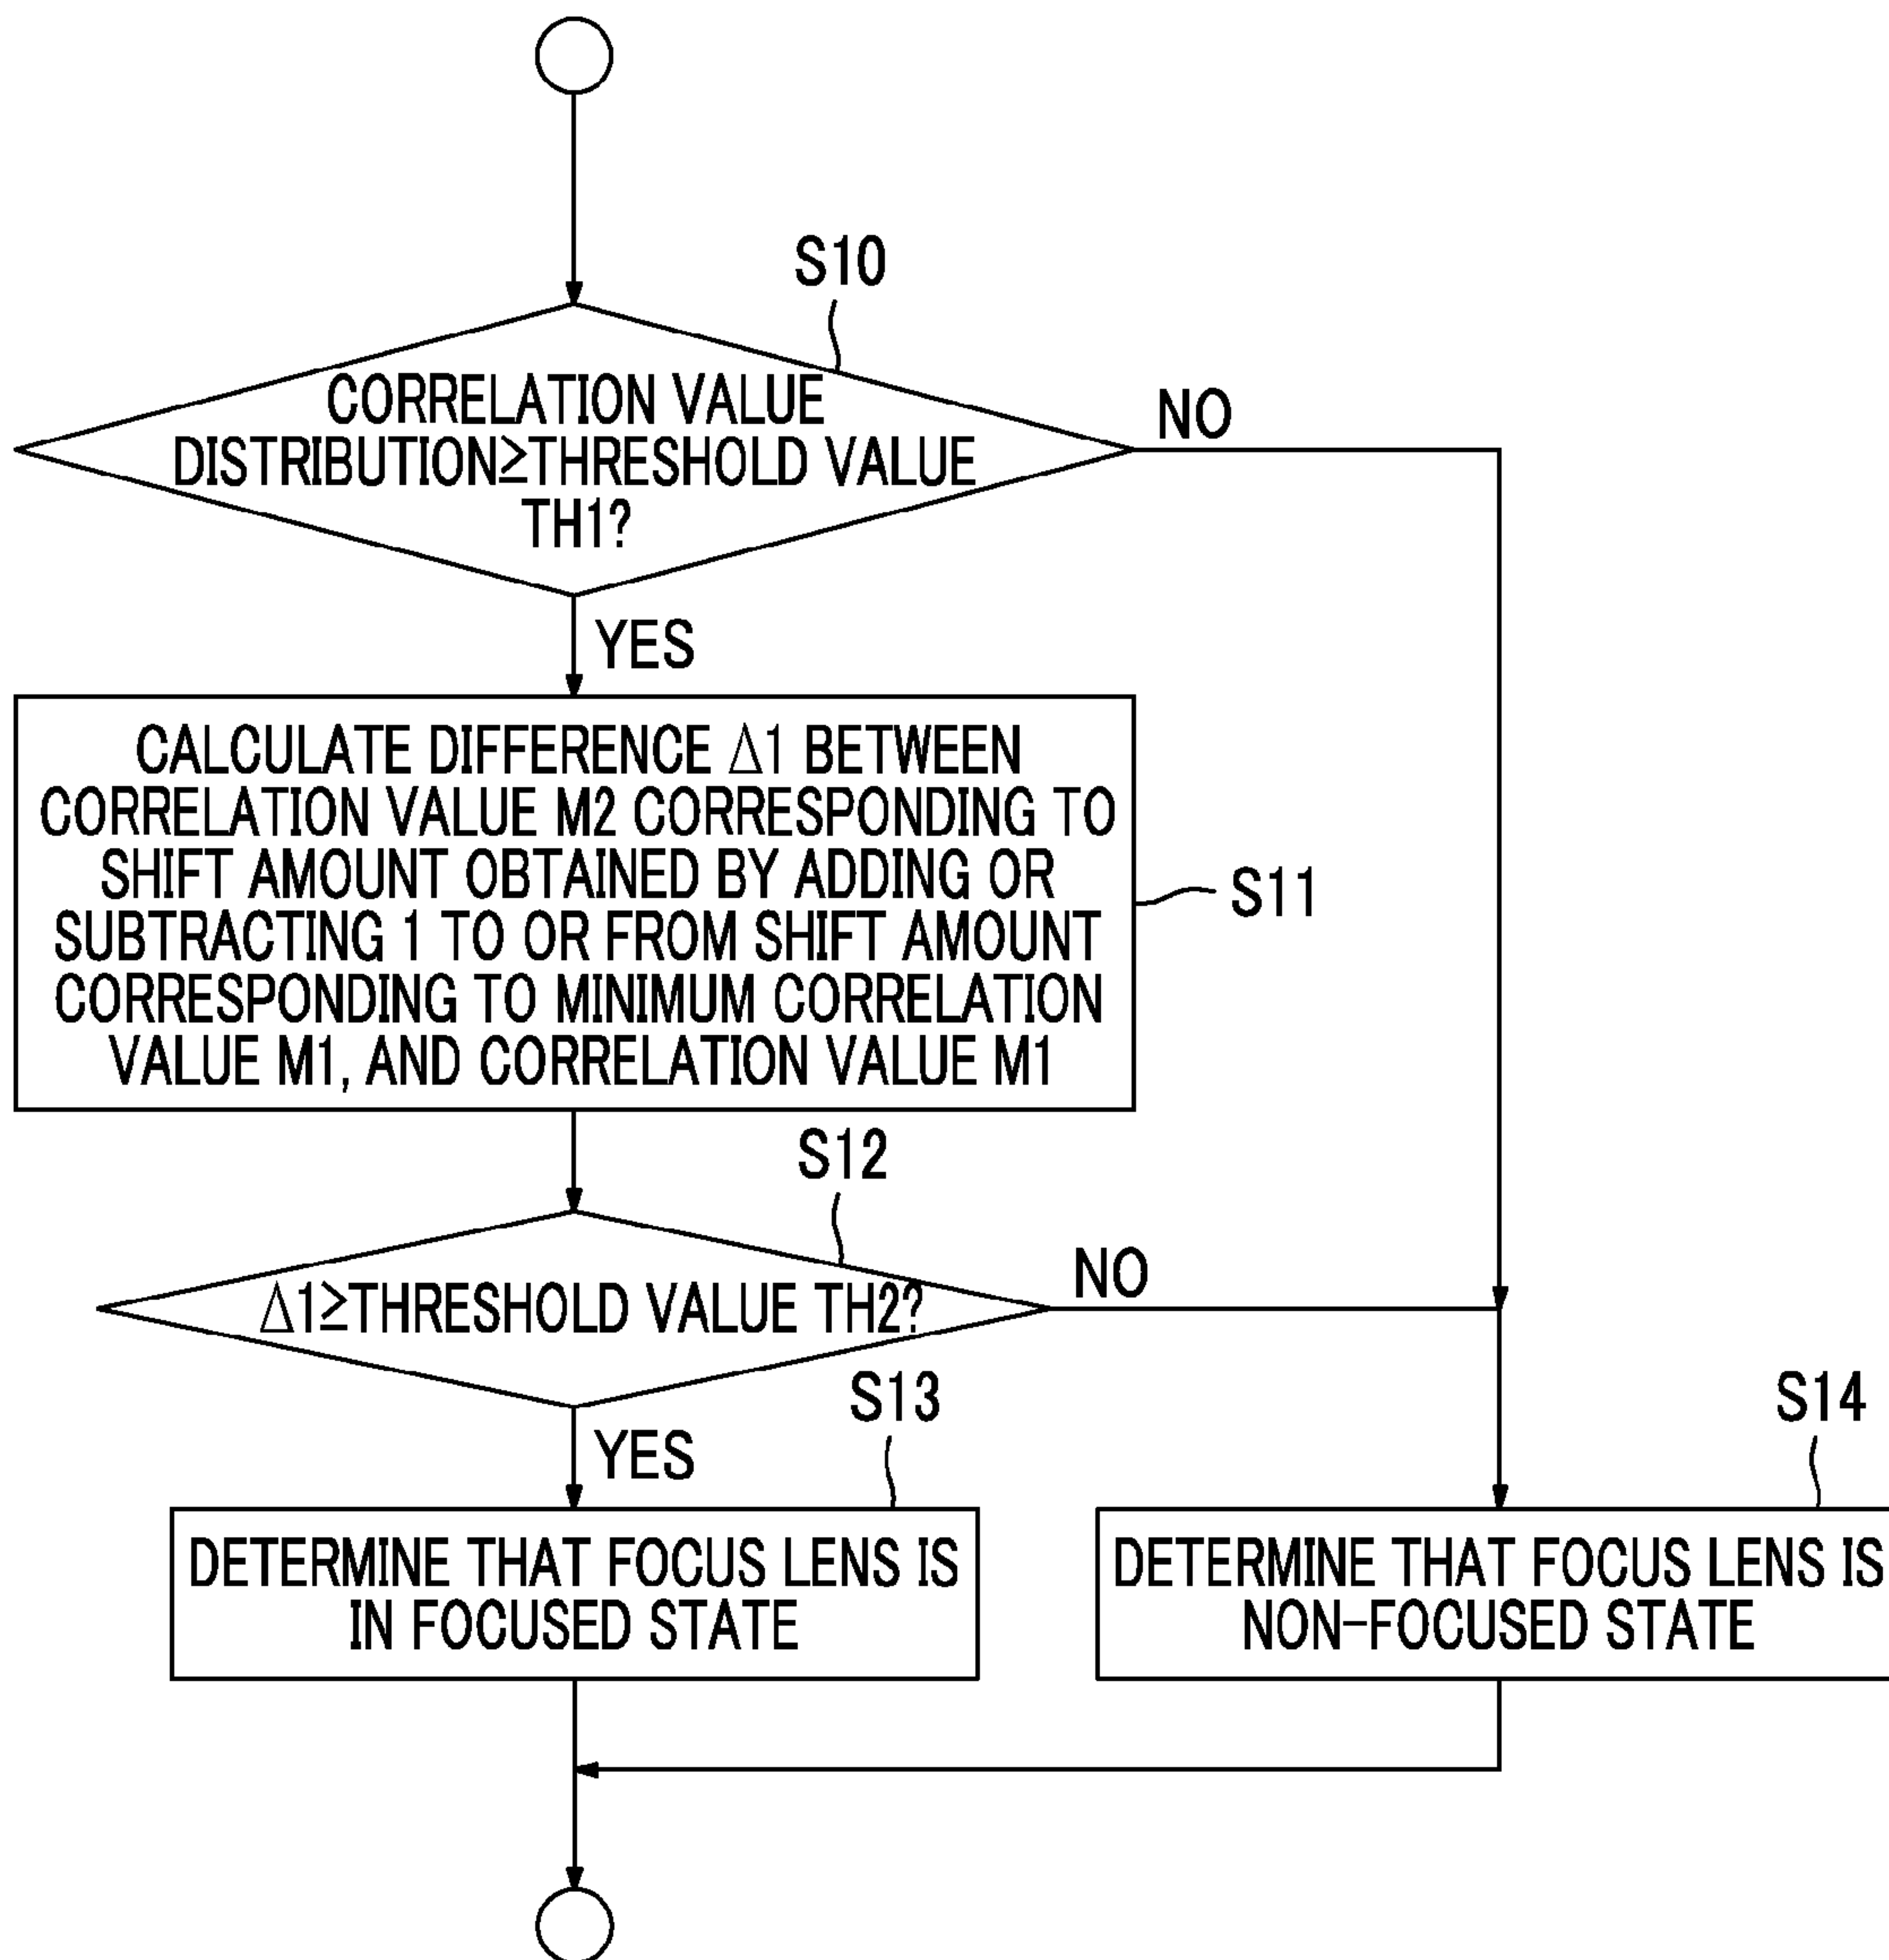 S10
CORRELATION VALUE
DISTRIBUTION≥THRESHOLD VALUE
TH1?
NO
YES
CALCULATE DIFFERENCE Δ1 BETWEEN
CORRELATION VALUE M2 CORRESPONDING TO
SHIFT AMOUNT OBTAINED BY ADDING OR
SUBTRACTING 1 TO OR FROM SHIFT AMOUNT
CORRESPONDING TO MINIMUM CORRELATION
VALUE M1, AND CORRELATION VALUE M1
S11
S12
Δ1≥THRESHOLD VALUE TH2?
NO
YES
S13
DETERMINE THAT FOCUS LENS IS
IN FOCUSED STATE
S14
DETERMINE THAT FOCUS LENS IS
NON-FOCUSED STATE